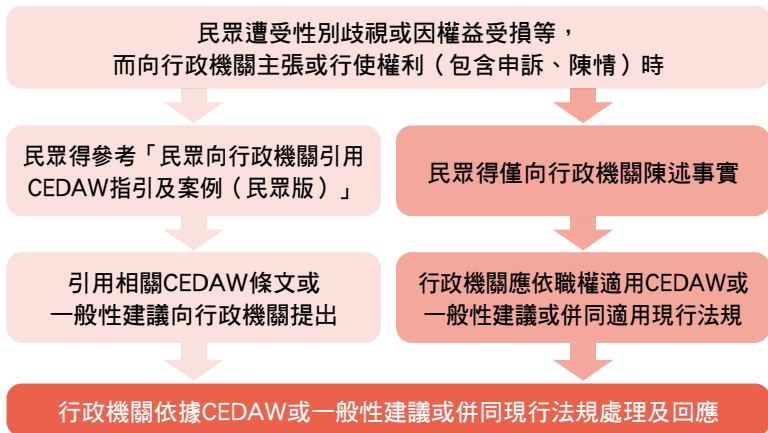 民眾遭受性別歧視或因權益受損等，
而向行政機關主張或行使權利（包含申訴、陳情）時
民眾得參考「民眾向行政機關引用
CEDAW指引及案例（民眾版）」
民眾得僅向行政機關陳述事實
引用相關CEDAW條文或
一般性建議向行政機關提出
行政機關應依職權適用CEDAW或
一般性建議或併同適用現行法規
行政機關依據CEDAW或一般性建議或併同現行法規處理及回應